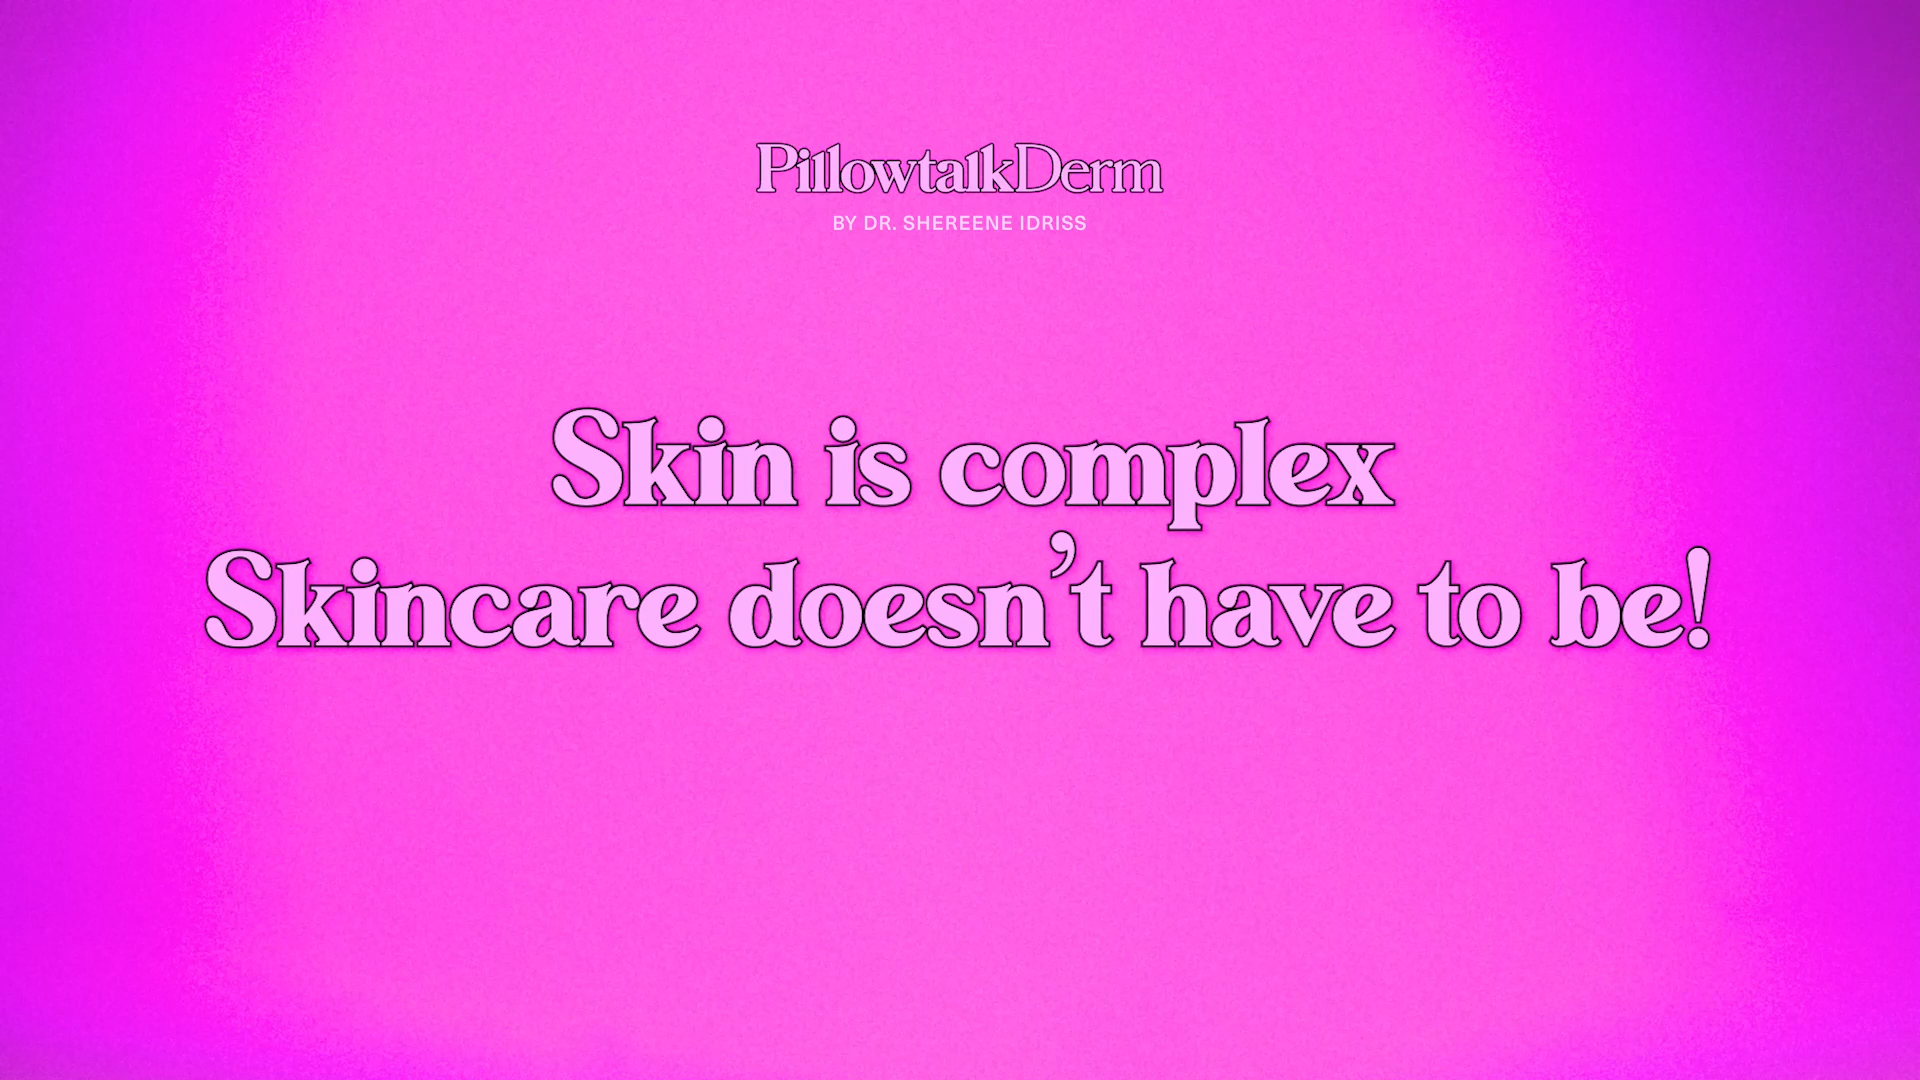 PillowtalkDerm
BY DR. SHEREENE IDRISS
Skin is complex
Skincare doesn’t have to be!